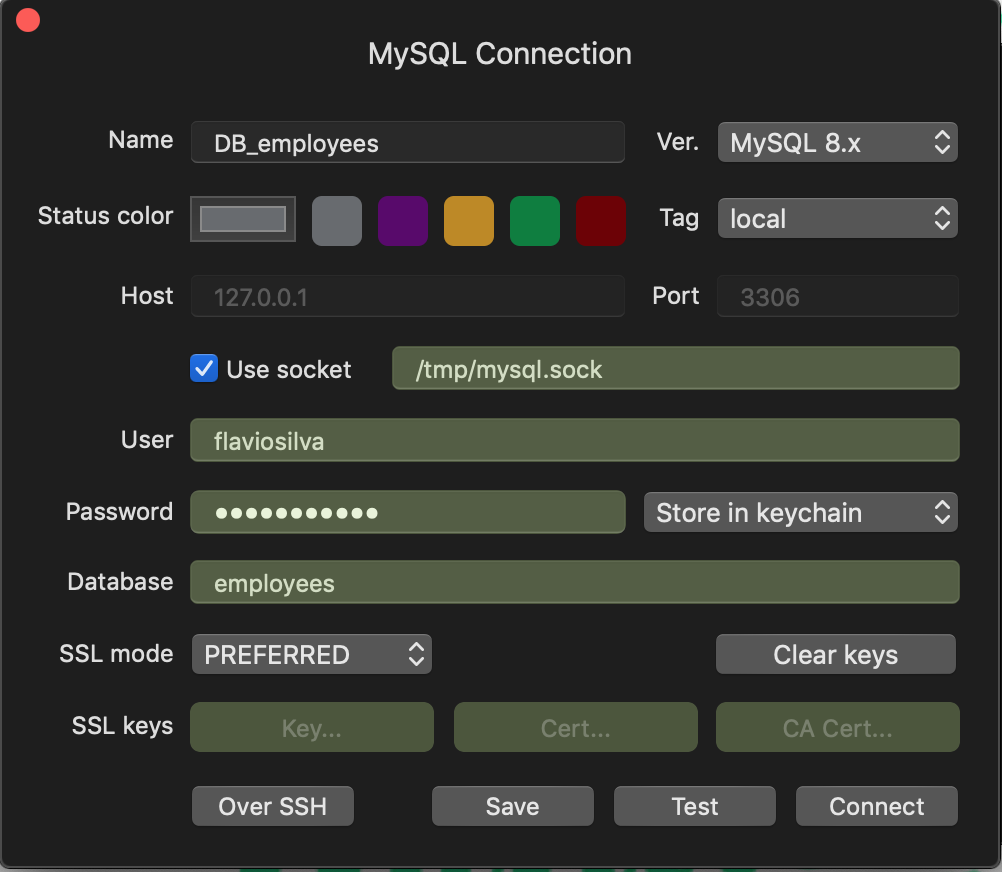 MySQL Connection
Name DB_employees Ver. MySQL 8.x
Status color Tag local
Host 127.0.0.1 Port 3306
Use socket /tmp/mysql.sock
User flaviosilva
Password ●●●●●●●●●●● Store in keychain
Database employees
SSL mode PREFERRED Clear keys
SSL keys Key... Cert... CA Cert...
Over SSH Save Test Connect